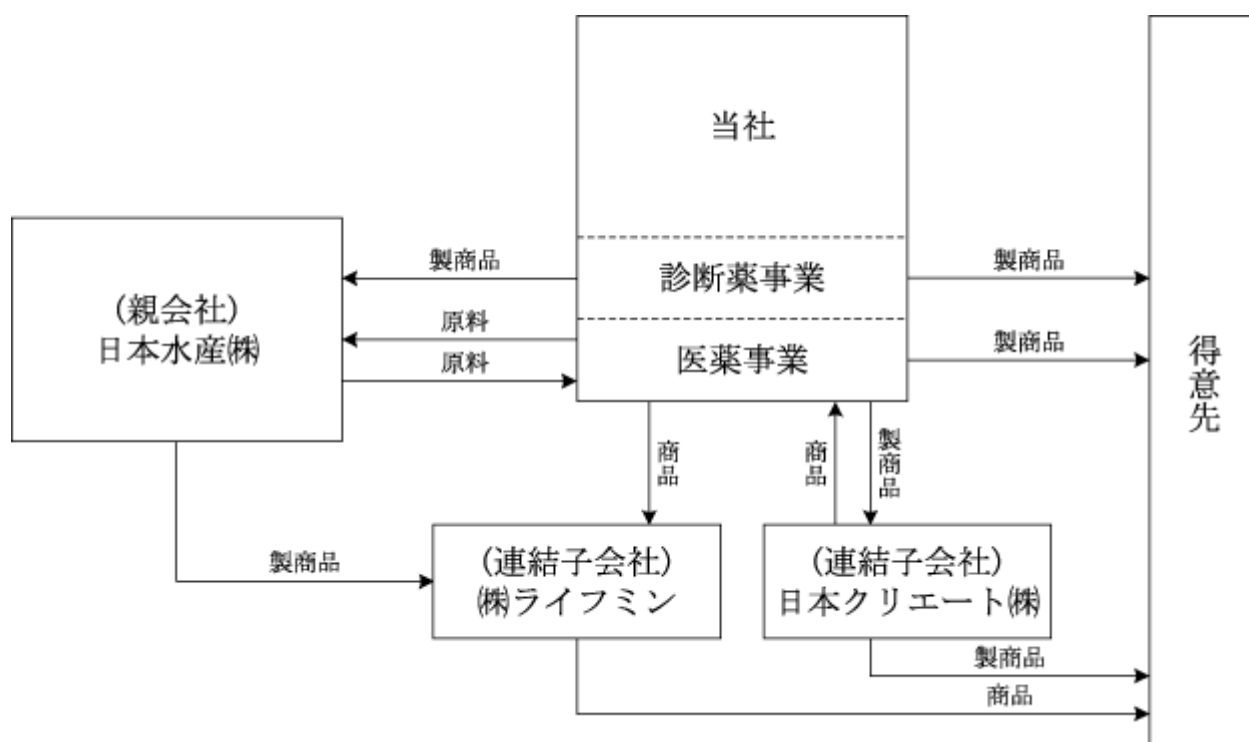 当社
診断薬事業
医薬事業
(親会社)
日本水産㈱
製商品
原料
原料
製商品
製商品
得意先
商品
商品
製商品
製商品
(連結子会社)
㈱ライフミン
(連結子会社)
日本クリエート㈱
製商品
商品